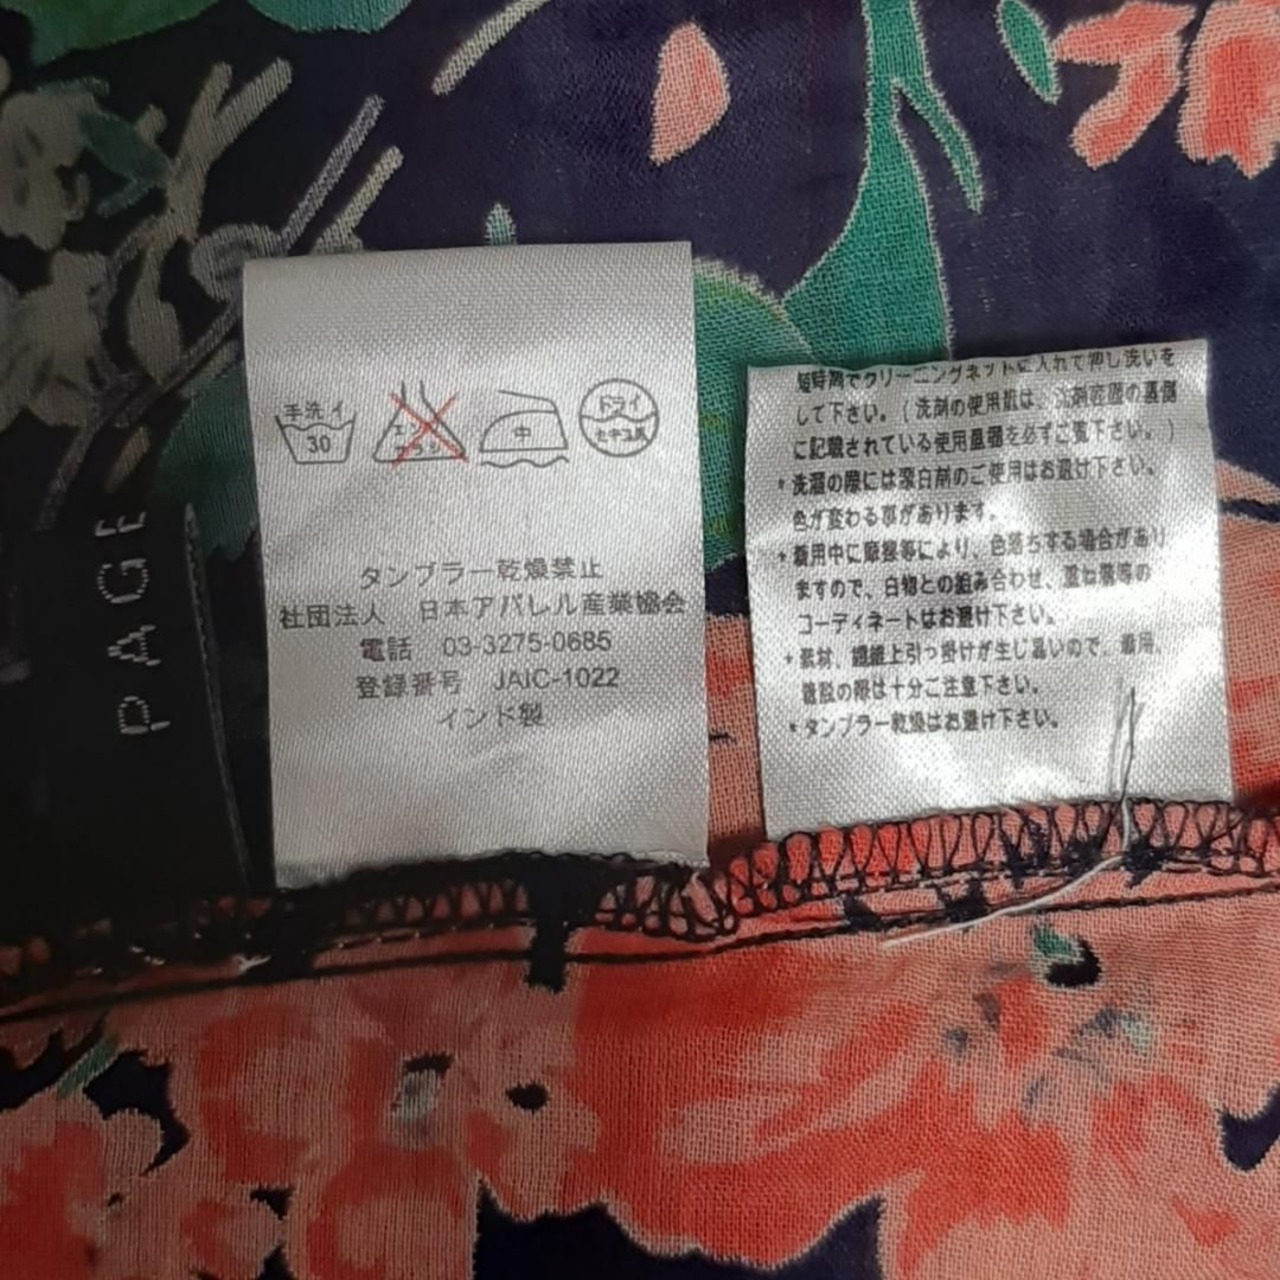 PAGE
手洗イ
30
エンソ
サラシ
中
ドライ
セキユ系
タンブラー乾燥禁止
社団法人 日本アパレル産業協会
電話 03-3275-0685
登録番号 JAIC-1022
インド製
短時間でクリーニングネットに入れて押し洗いを
して下さい。(洗剤の使用量は、洗剤容器の裏側
に記載されている使用量を必ずご覧下さい。)
*洗濯の際には漂白剤のご使用はお避け下さい。
色が変わる事があります。
*着用中に摩擦等により、色落ちする場合があり
ますので、白物との組み合わせ、重ね着等の
コーディネートはお避け下さい。
*素材、組織上引っ掛けが生じ易いので、着用、
着脱の際は十分ご注意下さい。
*タンブラー乾燥はお避け下さい。